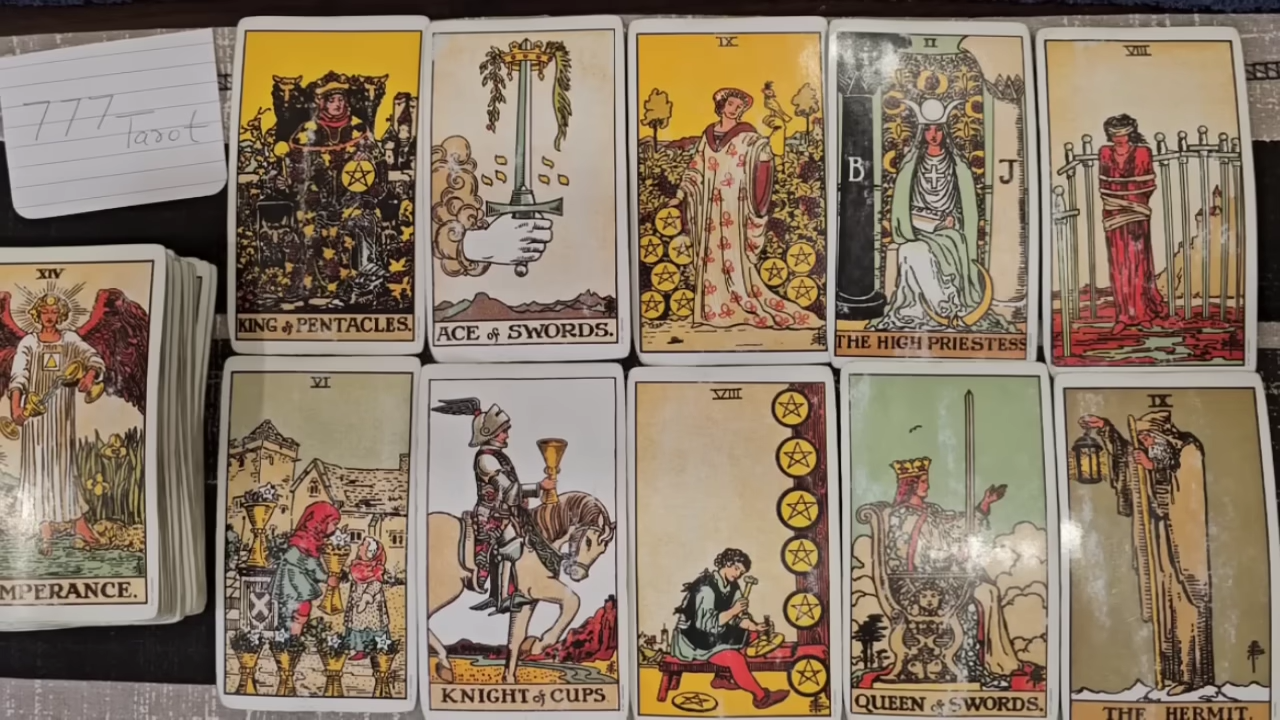 777
Tarot
KING of PENTACLES.
ACE of SWORDS.
IX
II
B
J
THE HIGH PRIESTESS
VIII
XIV
MPERANCE.
VI
KNIGHT of CUPS
VIII
QUEEN of SWORDS.
IX
THE HERMIT.